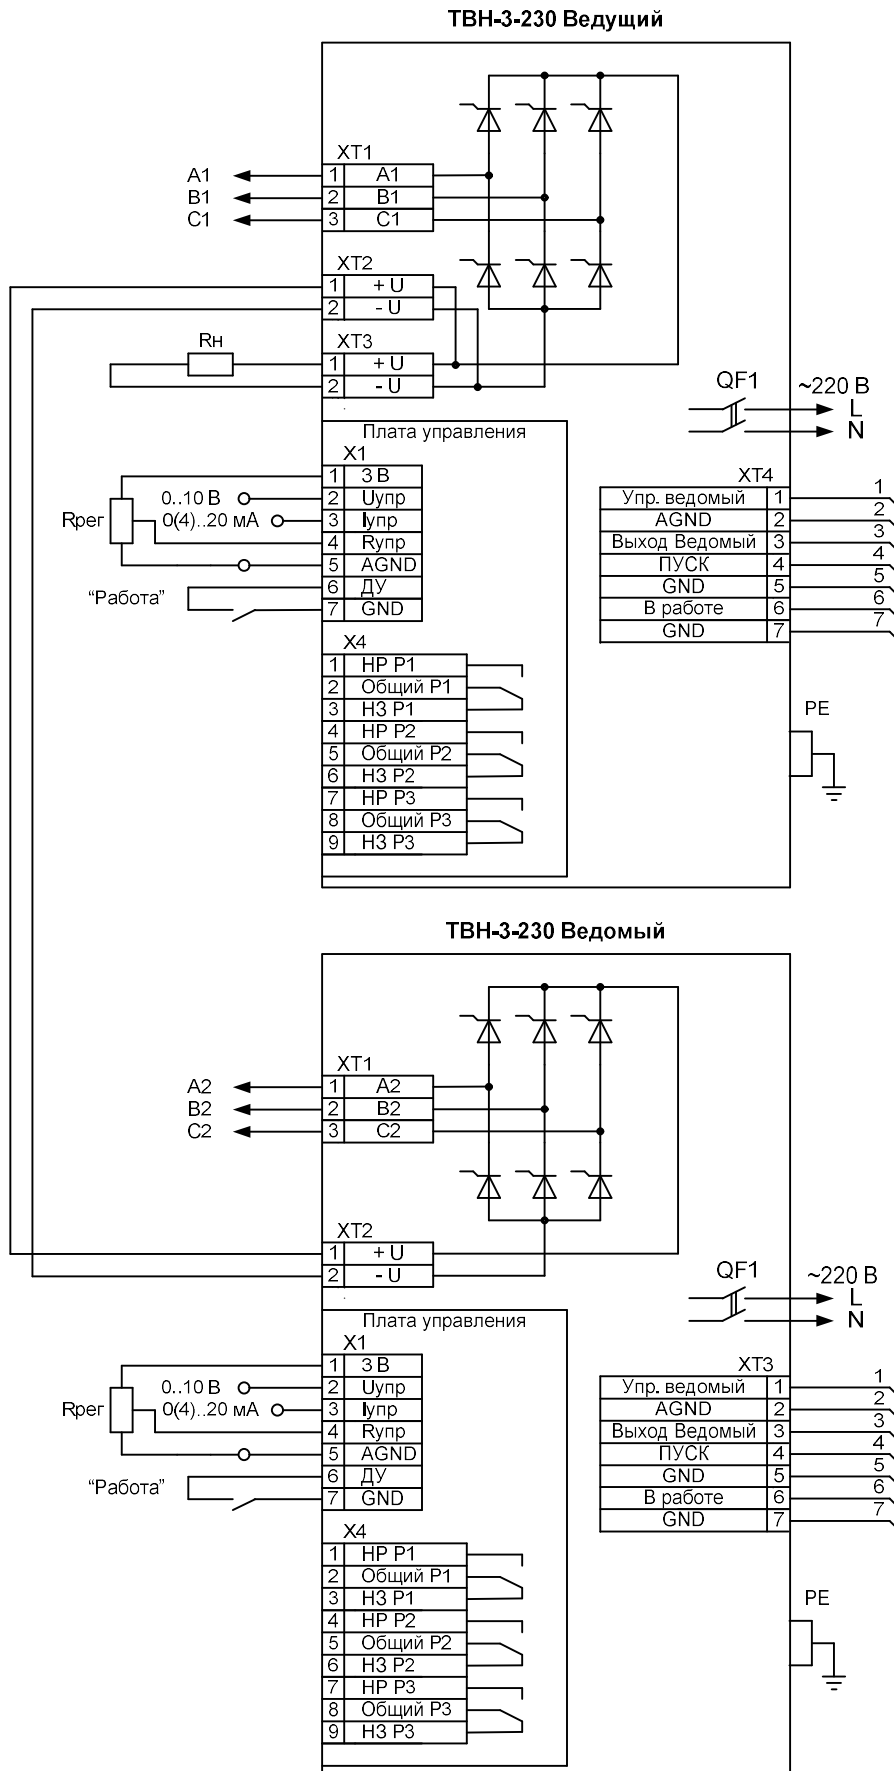 ТВН-3-230 Ведущий
XT1
A1 1 A1
B1 2 B1
C1 3 C1
XT2
1 + U
2 - U
Rн
XT3
1 + U
2 - U
QF1
~220 В
L
N
Плата управления
X1
1 3 В
0..10 В 2 Uупр
Rрег 0(4)..20 мА 3 Iупр
4 Rупр
5 AGND
6 ДУ
"Работа"
7 GND
XT4
Упр. ведомый 1 1
AGND 2 2
Выход Ведомый 3 3
ПУСК 4 4
GND 5 5
В работе 6 6
GND 7 7
X4
1 НР Р1
2 Общий Р1
3 НЗ Р1
4 НР Р2
5 Общий Р2
6 НЗ Р2
7 НР Р3
8 Общий Р3
9 НЗ Р3
PE
ТВН-3-230 Ведомый
XT1
A2 1 A2
B2 2 B2
C2 3 C2
XT2
1 + U
2 - U
QF1
~220 В
L
N
Плата управления
X1
1 3 В
0..10 В 2 Uупр
Rрег 0(4)..20 мА 3 Iупр
4 Rупр
5 AGND
6 ДУ
"Работа"
7 GND
XT3
Упр. ведомый 1 1
AGND 2 2
Выход Ведомый 3 3
ПУСК 4 4
GND 5 5
В работе 6 6
GND 7 7
X4
1 НР Р1
2 Общий Р1
3 НЗ Р1
4 НР Р2
5 Общий Р2
6 НЗ Р2
7 НР Р3
8 Общий Р3
9 НЗ Р3
PE